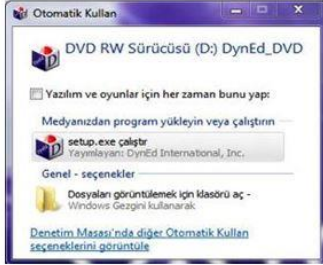 Otomatik Kullan
DVD RW Sürücüsü (D:) DynEd_DVD
Yazılım ve oyunlar için her zaman bunu yap:
Medyanızdan program yükleyin veya çalıştırın
setup.exe çalıştır
Yayımlayan: DynEd International, Inc.
Genel - seçenekler
Dosyaları görüntülemek için klasörü aç -
Windows Gezgini kullanarak
Denetim Masası'nda diğer Otomatik Kullan
seçeneklerini görüntüle